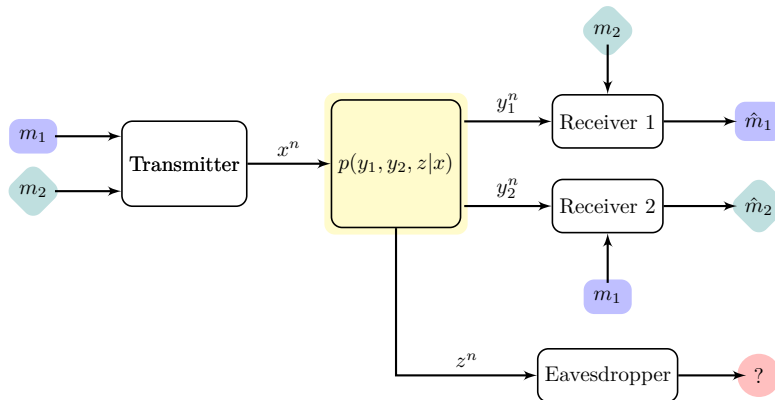 m₂
y₁ⁿ
m₁
Receiver 1
m̂₁
xⁿ
Transmitter
p(y₁, y₂, z|x)
m₂
y₂ⁿ
Receiver 2
m̂₂
m₁
zⁿ
Eavesdropper
?